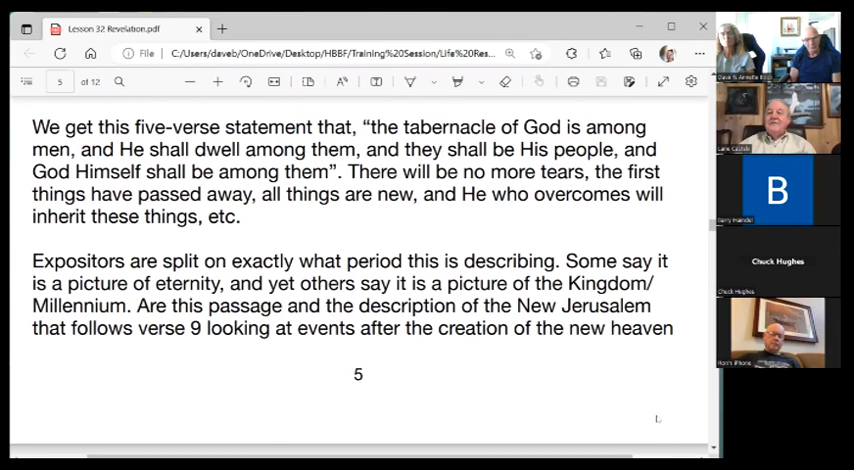 Lesson 32 Revelation.pdf
File
C:/Users/daveb/OneDrive/Desktop/HBBF/Training%20Session/Life%20Res...
5 of 12
We get this five-verse statement that, “the tabernacle of God is among
men, and He shall dwell among them, and they shall be His people, and
God Himself shall be among them”. There will be no more tears, the first
things have passed away, all things are new, and He who overcomes will
inherit these things, etc.
Expositors are split on exactly what period this is describing. Some say it
is a picture of eternity, and yet others say it is a picture of the Kingdom/
Millennium. Are this passage and the description of the New Jerusalem
that follows verse 9 looking at events after the creation of the new heaven
5
Dave & Annette
B
Chuck Hughes
Chuck Hughes
Ron's iPhone